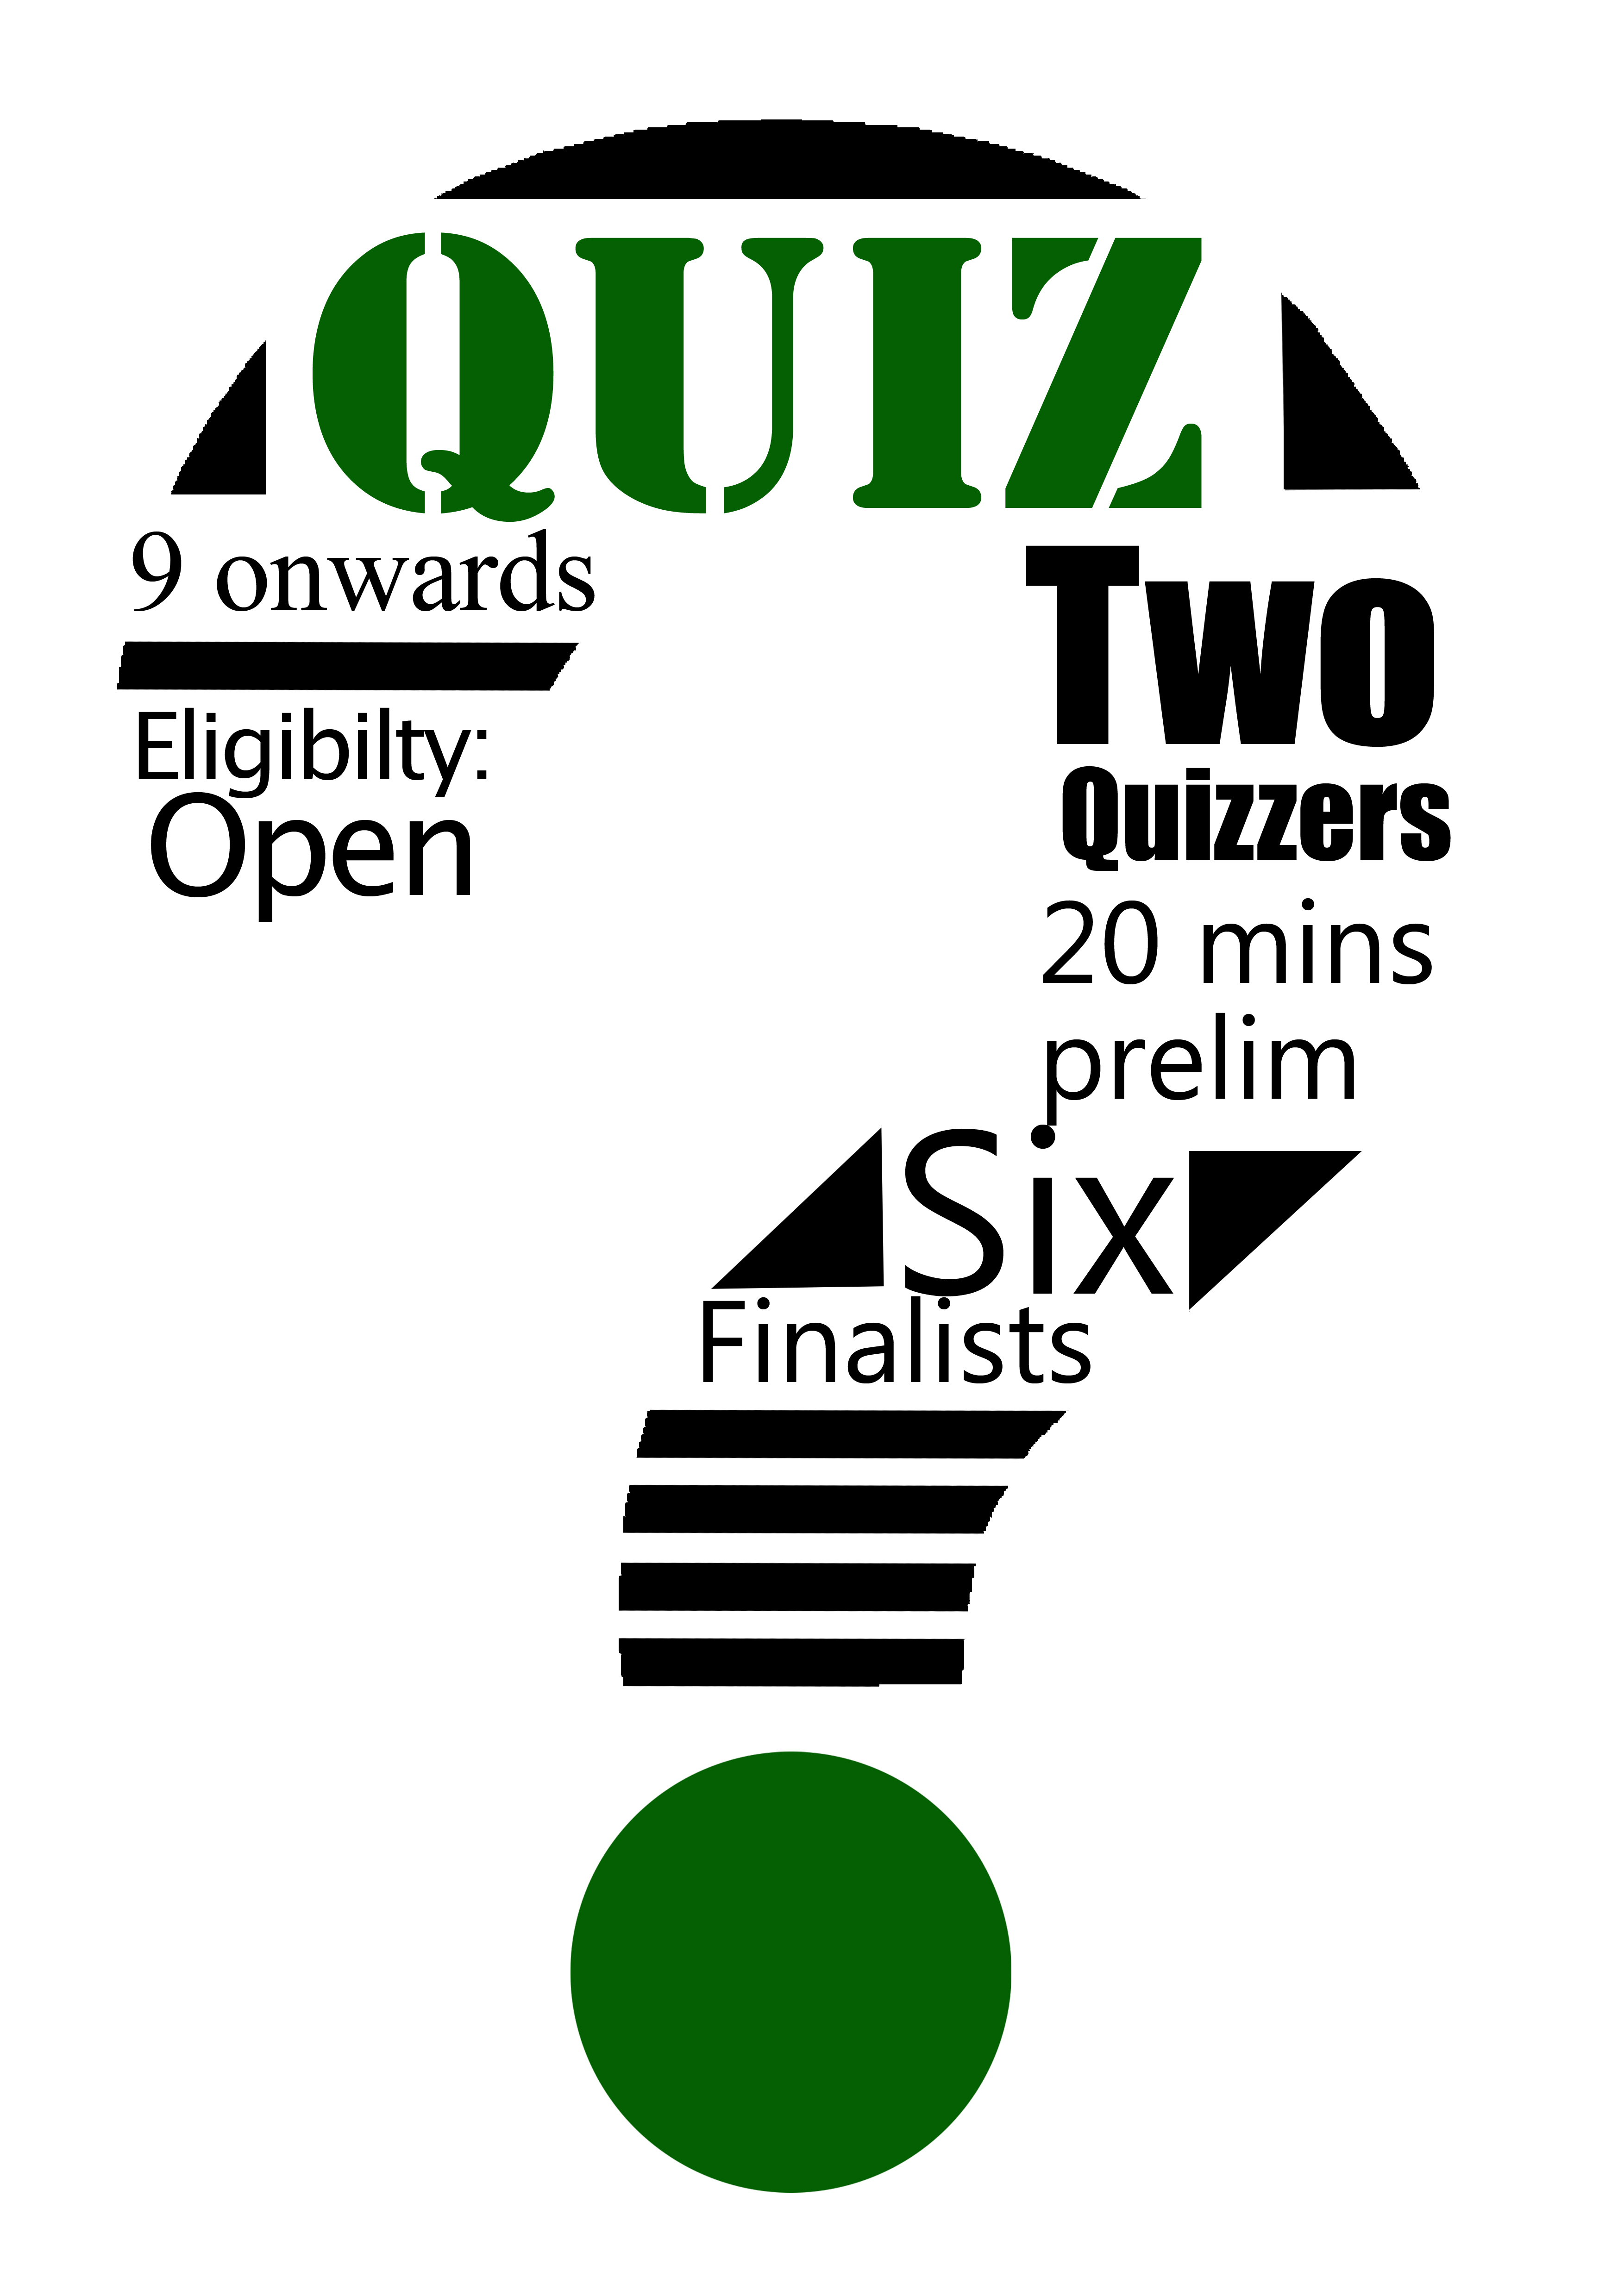 QUIZ
9 onwards
Eligibilty:
Open
Two
Quizzers
20 mins
prelim
Six
Finalists